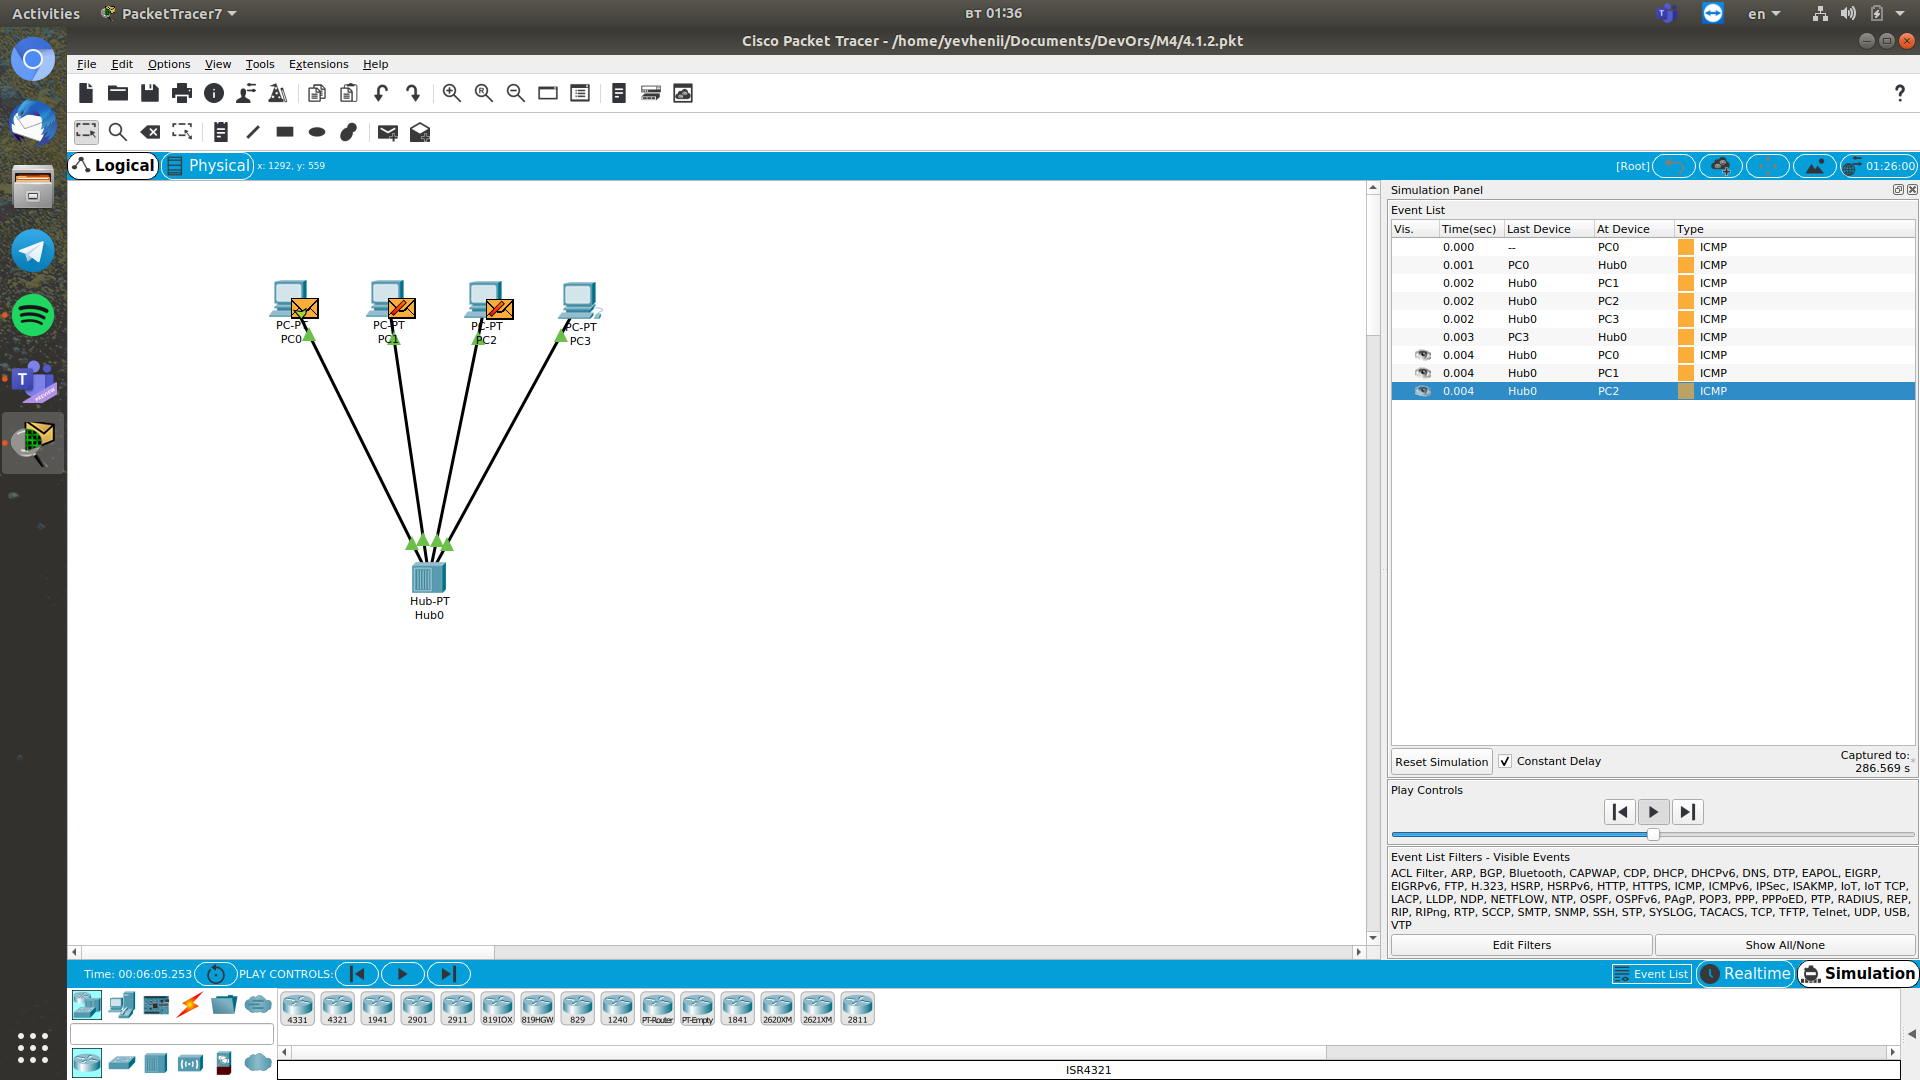 Activities PacketTracer7 вт 01:36 en
Cisco Packet Tracer - /home/yevhenii/Documents/DevOrs/M4/4.1.2.pkt
File Edit Options View Tools Extensions Help
Logical Physical x: 1292, y: 559 [Root] 01:26:00
Simulation Panel
Event List
Vis. Time(sec) Last Device At Device Type
0.000 -- PC0 ICMP
0.001 PC0 Hub0 ICMP
0.002 Hub0 PC1 ICMP
0.002 Hub0 PC2 ICMP
0.002 Hub0 PC3 ICMP
0.003 PC3 Hub0 ICMP
0.004 Hub0 PC0 ICMP
0.004 Hub0 PC1 ICMP
0.004 Hub0 PC2 ICMP
PC-PT PC-PT PC-PT PC-PT
PC0 PC1 PC2 PC3
Hub-PT
Hub0
Reset Simulation Constant Delay Captured to:
286.569 s
Play Controls
Event List Filters - Visible Events
ACL Filter, ARP, BGP, Bluetooth, CAPWAP, CDP, DHCP, DHCPv6, DNS, DTP, EAPOL, EIGRP,
EIGRPv6, FTP, H.323, HSRP, HSRPv6, HTTP, HTTPS, ICMP, ICMPv6, IPSec, ISAKMP, IoT, IoT TCP,
LACP, LLDP, NDP, NETFLOW, NTP, OSPF, OSPFv6, PAgP, POP3, PPP, PPPoED, PTP, RADIUS, REP,
RIP, RIPng, RTP, SCCP, SMTP, SNMP, SSH, STP, SYSLOG, TACACS, TCP, TFTP, Telnet, UDP, USB,
VTP
Edit Filters Show All/None
Time: 00:06:05.253 PLAY CONTROLS: Event List Realtime Simulation
4331 4321 1941 2901 2911 819IOX 819HGW 829 1240 PT-Router PT-Empty 1841 2620XM 2621XM 2811
ISR4321